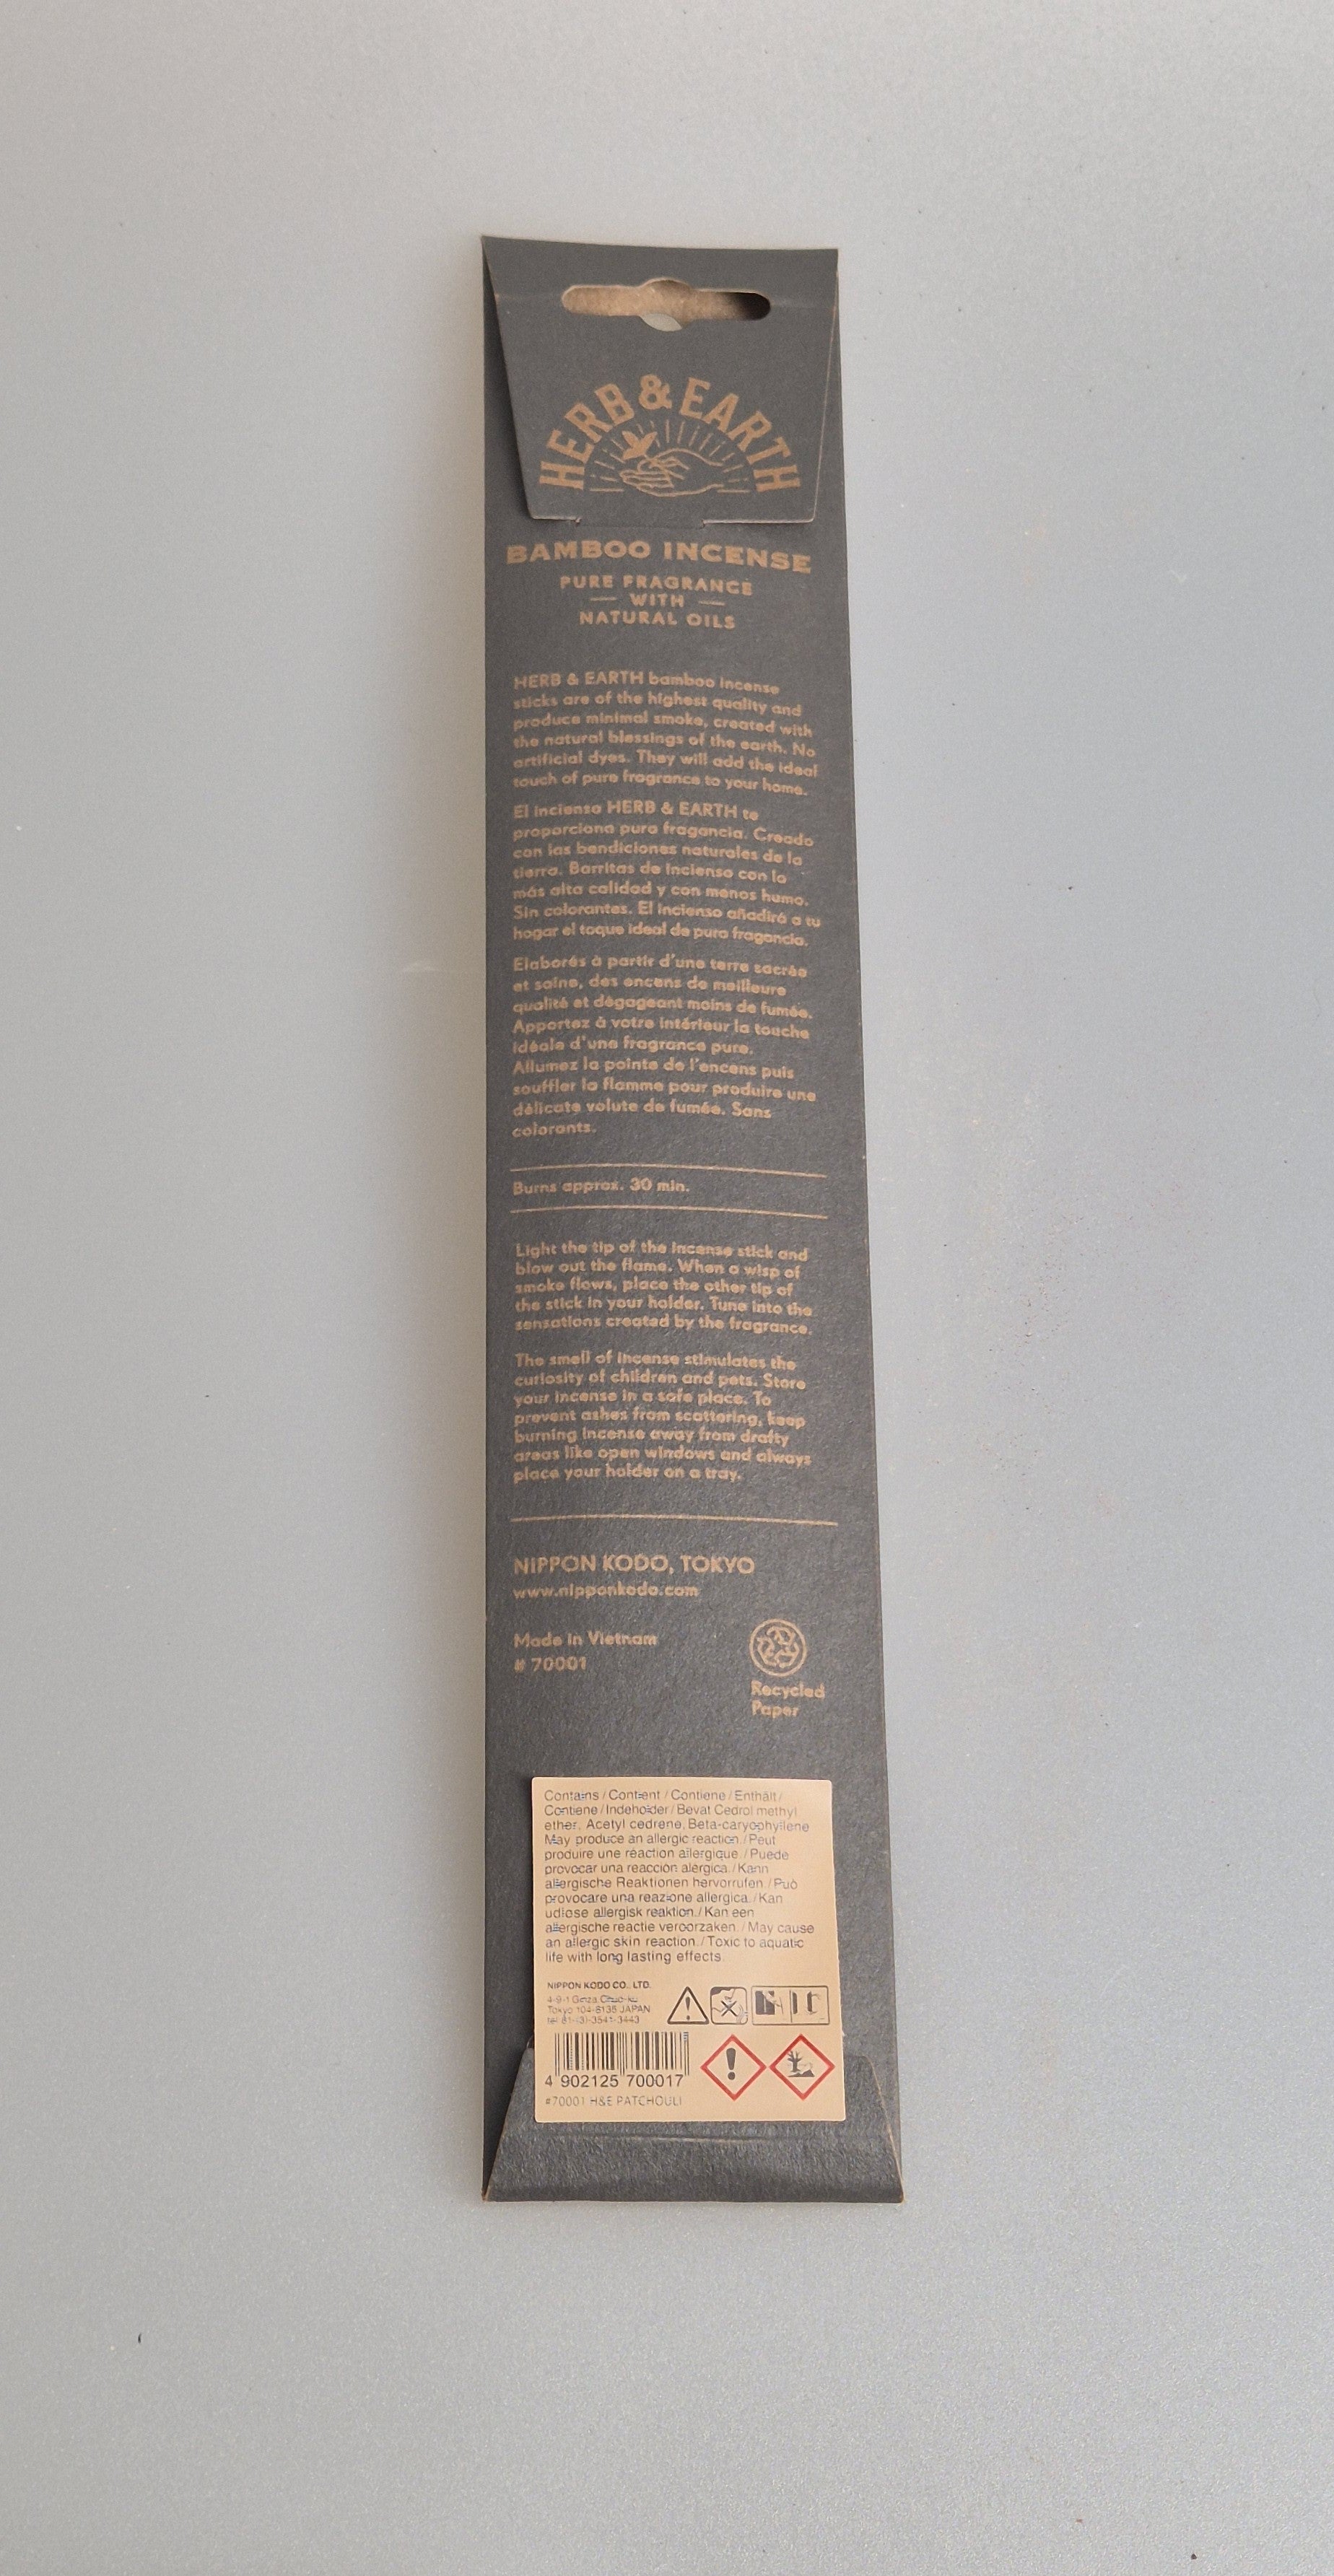 HERB & EARTH
BAMBOO INCENSE
PURE FRAGRANCE
WITH
NATURAL OILS
HERB & EARTH bamboo incense
sticks are of the highest quality and
produce minimal smoke, created with
the natural blessings of the earth. No
artificial dyes. They will add the ideal
touch of pure fragrance to your home.
El incienso HERB & EARTH te
proporciona pura fragancia. Creado
con las bendiciones naturales de la
tierra. Barritas de incienso con la
más alta calidad y con menos humo.
Sin colorantes. El incienso añadirá a tu
hogar el toque ideal de pura fragancia.
Elaborés à partir d'une terre sacrée
et saine, des encens de meilleure
qualité et dégageant moins de fumée.
Apportez à votre intérieur la touche
idéale d'une fragrance pure.
Allumez la pointe de l'encens puis
souffler la flamme pour produire une
délicate volute de fumée. Sans
colorants.
Burns approx. 30 min.
Light the tip of the incense stick and
blow out the flame. When a wisp of
smoke flows, place the other tip of
the stick in your holder. Tune into the
sensations created by the fragrance.
The smell of incense stimulates the
curiosity of children and pets. Store
your incense in a safe place. To
prevent ashes from scattering, keep
burning incense away from drafty
areas like open windows and always
place your holder on a tray.
NIPPON KODO, TOKYO
www.nipponkodo.com
Made in Vietnam
# 70001
Recycled
Paper
Contains / Contient / Contiene / Enthält /
Contiene / Indeholder / Bevat Cedrol methyl
ether, Acetyl cedrene, Beta-caryophyllene
May produce an allergic reaction. / Peut
produire une réaction allergique. / Puede
provocar una reacción alérgica. / Kann
allergische Reaktionen hervorrufen. / Può
provocare una reazione allergica. / Kan
udløse allergisk reaktion. / Kan een
allergische reactie veroorzaken. / May cause
an allergic skin reaction. / Toxic to aquatic
life with long lasting effects.
NIPPON KODO CO., LTD.
4-9-1 Ginza Chuo-ku
Tokyo 104-8135 JAPAN
tel 81-(3)-3541-3443
4 902125 700017
#70001 H&E PATCHOULI